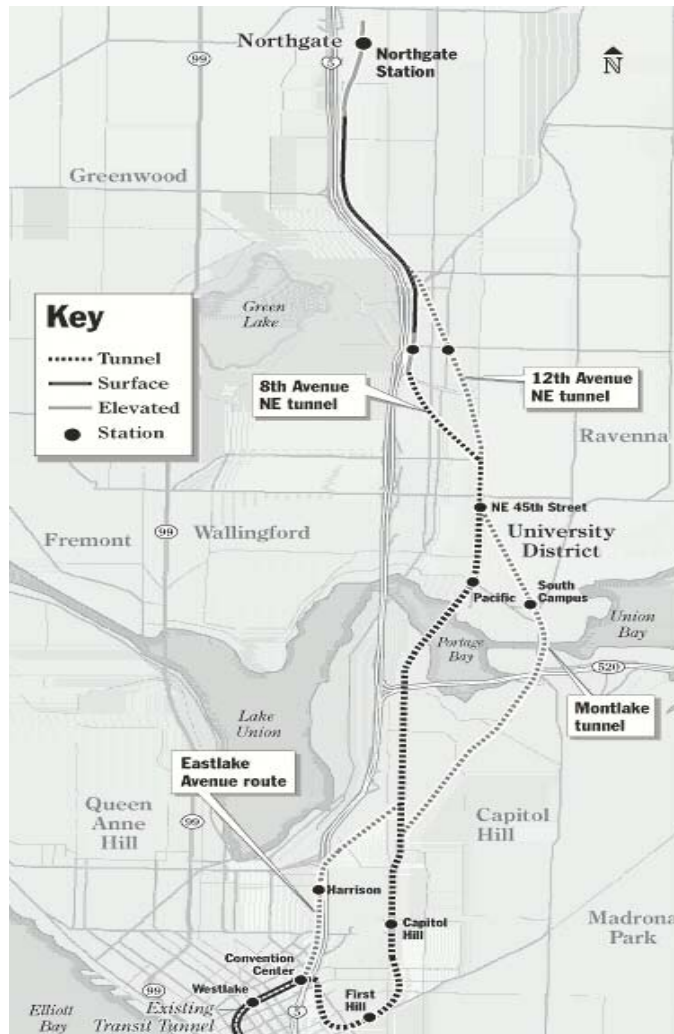 Northgate
Northgate
Station
N
99
5
Greenwood
Green
Lake
Key
Tunnel
Surface
Elevated
Station
8th Avenue
NE tunnel
12th Avenue
NE tunnel
Ravenna
NE 45th Street
99
Wallingford
University
District
Fremont
Pacific
South
Campus
Union
Bay
Portage
Bay
520
Lake
Union
Montlake
tunnel
Eastlake
Avenue route
Queen
Anne
Hill
99
Capitol
Hill
Harrison
Capitol
Hill
Madrona
Park
Convention
Center
99
Westlake
First
Hill
Existing
Transit Tunnel
5
Elliott
Bay